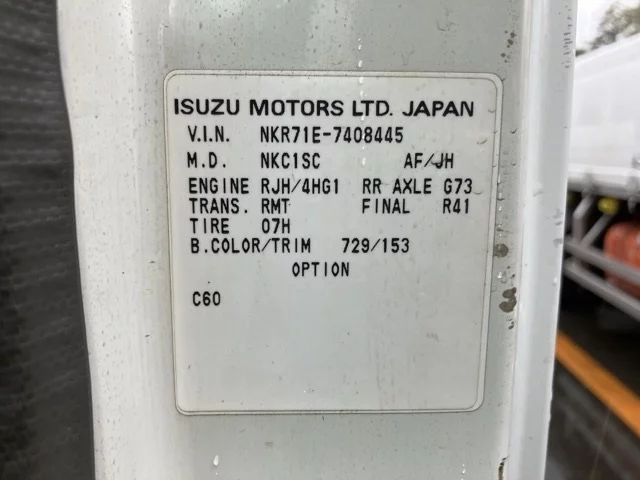 ISUZU MOTORS LTD. JAPAN
V.I.N. NKR71E-7408445
M.D. NKC1SC AF/JH
ENGINE RJH/4HG1 RR AXLE G73
TRANS. RMT FINAL R41
TIRE 07H
B.COLOR/TRIM 729/153
OPTION
C60